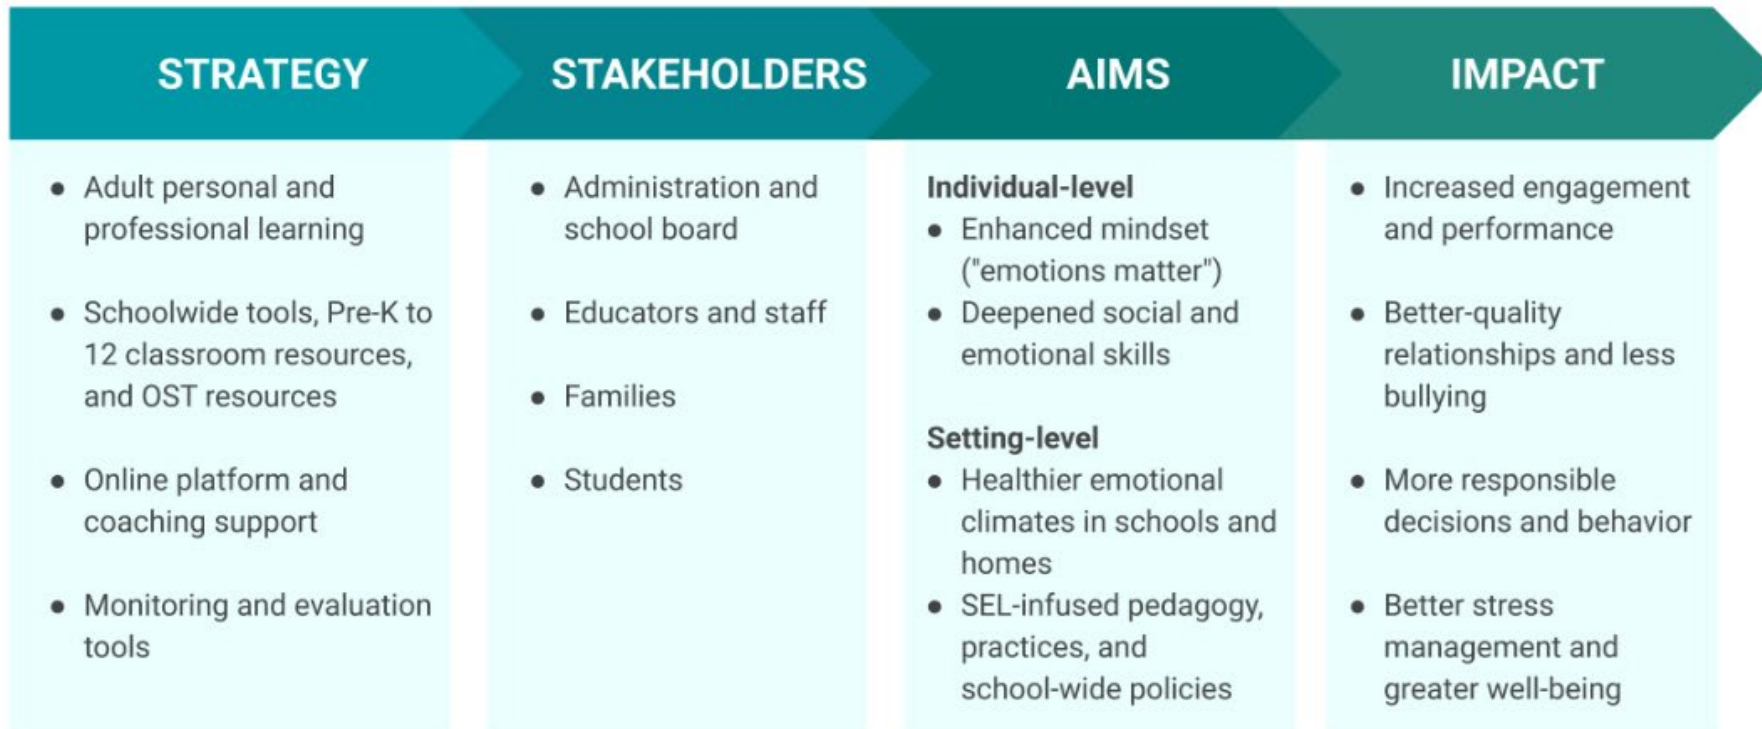 STRATEGY
● Adult personal and
professional learning
● Schoolwide tools, Pre-K to
12 classroom resources,
and OST resources
● Online platform and
coaching support
● Monitoring and evaluation
tools
STAKEHOLDERS
● Administration and
school board
● Educators and staff
● Families
● Students
AIMS
Individual-level
● Enhanced mindset
("emotions matter")
● Deepened social and
emotional skills
Setting-level
● Healthier emotional
climates in schools and
homes
● SEL-infused pedagogy,
practices, and
school-wide policies
IMPACT
● Increased engagement
and performance
● Better-quality
relationships and less
bullying
● More responsible
decisions and behavior
● Better stress
management and
greater well-being